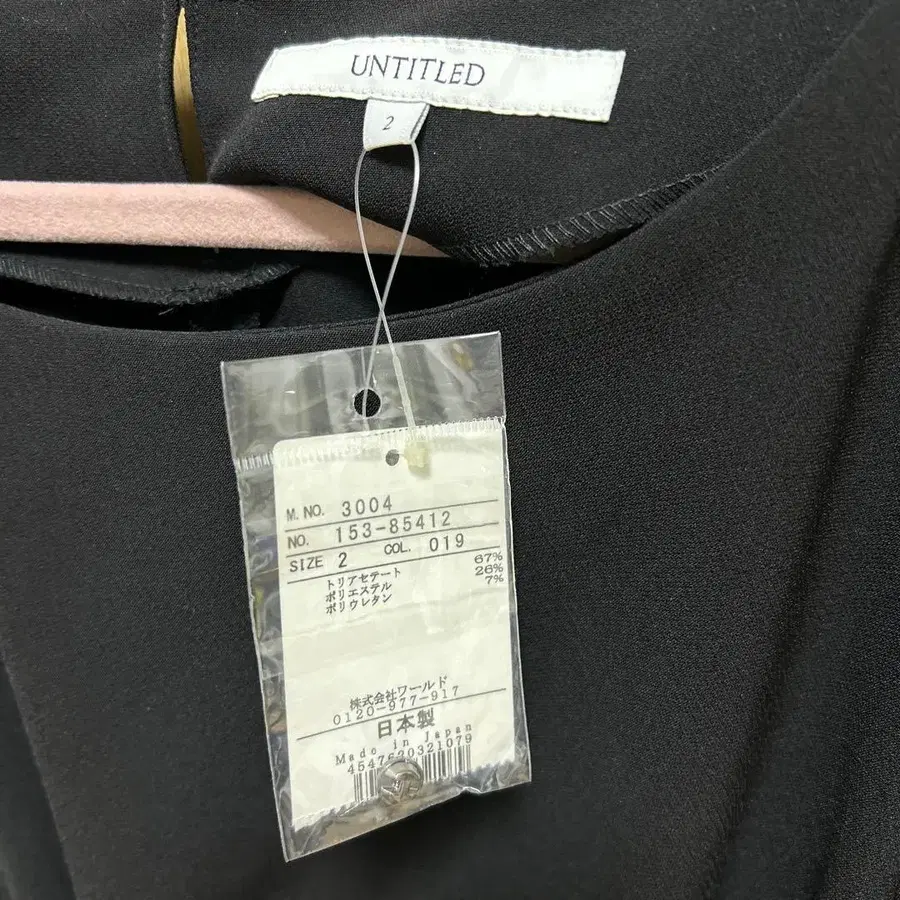 UNTITLED
2
M. NO. 3004
NO. 153-85412
SIZE 2 COL. 019
トリアセテート 67%
ポリエステル 26%
ポリウレタン 7%
株式会社ワールド
0120-977-917
日本製
Made in Japan
4547620321079